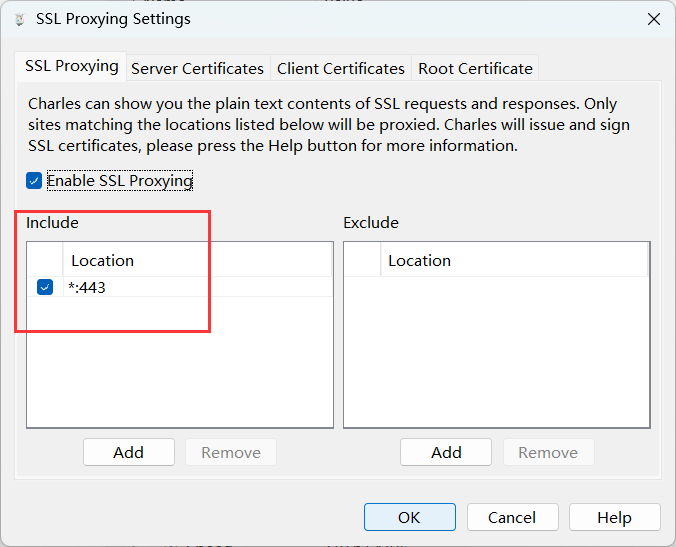 SSL Proxying Settings
SSL Proxying Server Certificates Client Certificates Root Certificate
Charles can show you the plain text contents of SSL requests and responses. Only
sites matching the locations listed below will be proxied. Charles will issue and sign
SSL certificates, please press the Help button for more information.
Enable SSL Proxying
Include Exclude
Location Location
*:443
Add Remove Add Remove
OK Cancel Help